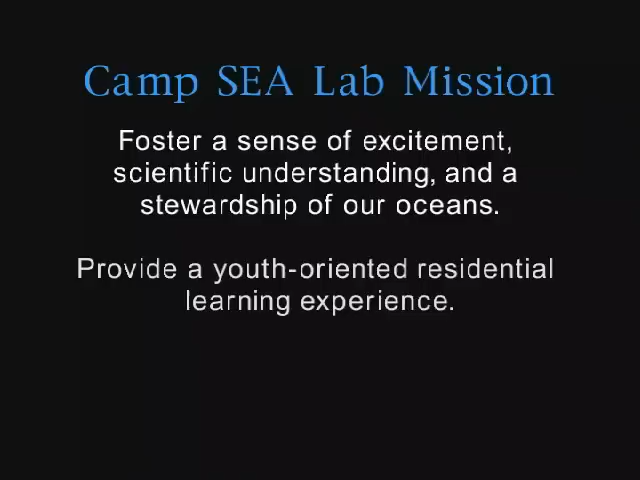 Camp SEA Lab Mission
Foster a sense of excitement,
scientific understanding, and a
stewardship of our oceans.
Provide a youth-oriented residential
learning experience.